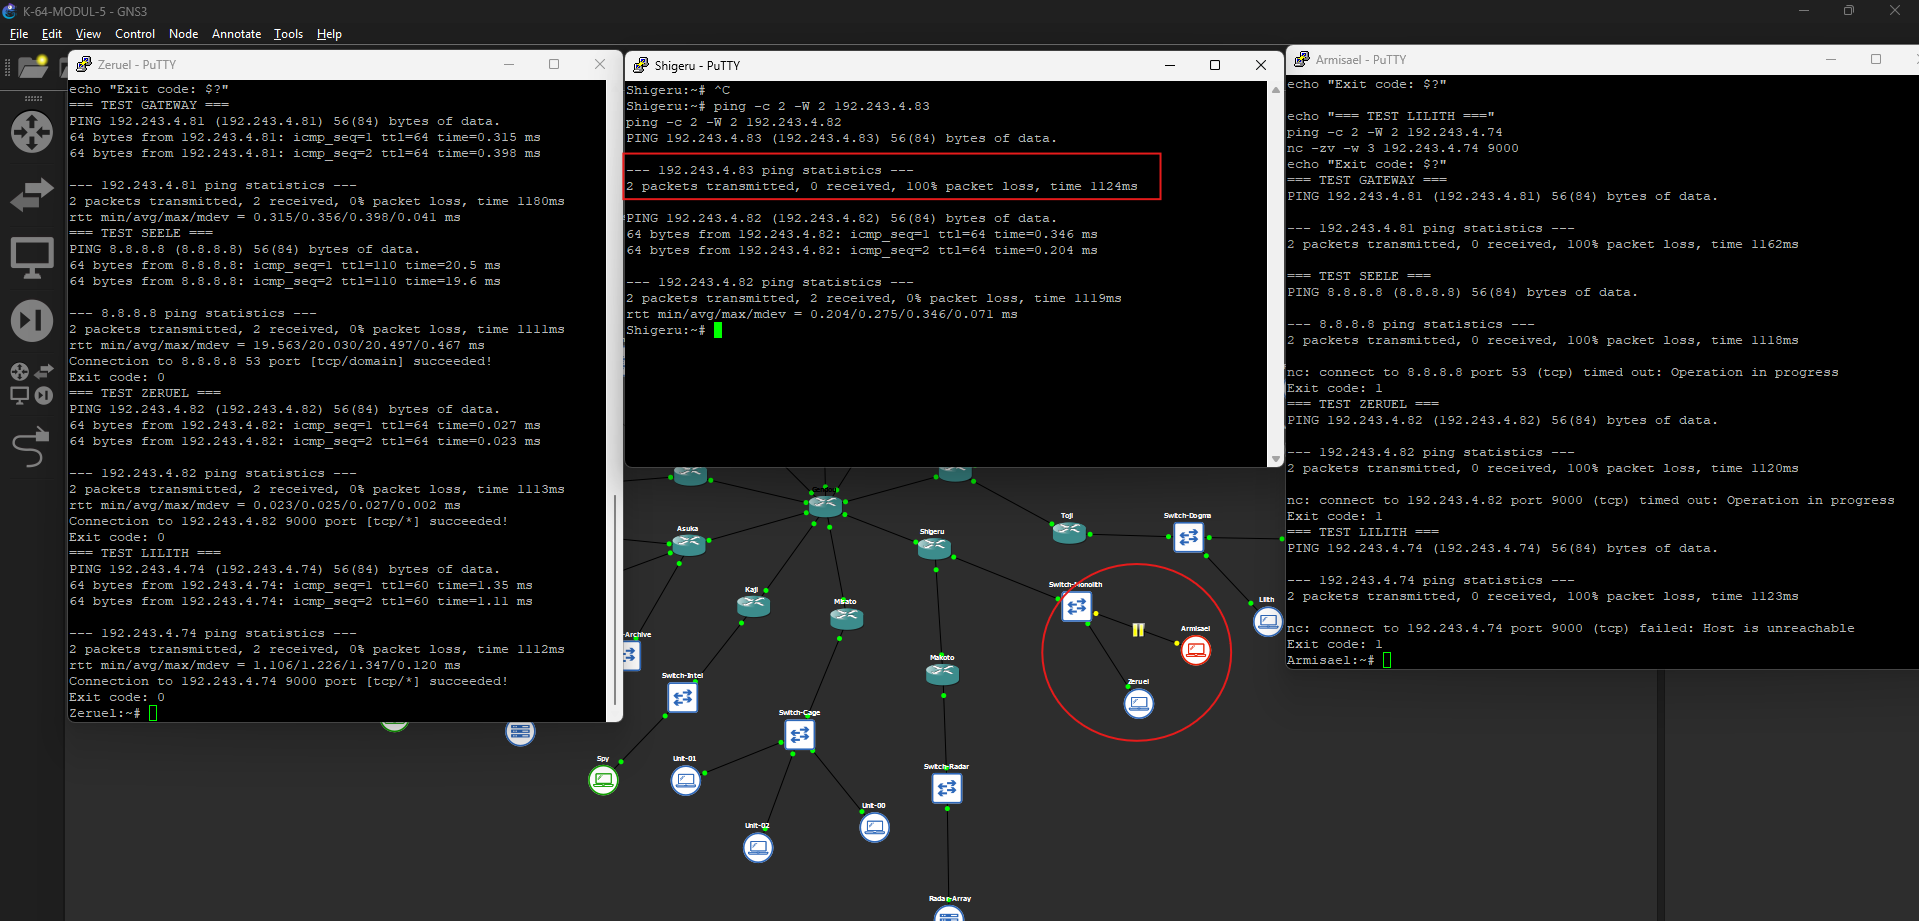 K-64-MODUL-5 - GNS3
File Edit View Control Node Annotate Tools Help
Zeruel - PuTTY
echo "Exit code: $?"
=== TEST GATEWAY ===
PING 192.243.4.81 (192.243.4.81) 56(84) bytes of data.
64 bytes from 192.243.4.81: icmp_seq=1 ttl=64 time=0.315 ms
64 bytes from 192.243.4.81: icmp_seq=2 ttl=64 time=0.398 ms
--- 192.243.4.81 ping statistics ---
2 packets transmitted, 2 received, 0% packet loss, time 1180ms
rtt min/avg/max/mdev = 0.315/0.356/0.398/0.041 ms
=== TEST SEELE ===
PING 8.8.8.8 (8.8.8.8) 56(84) bytes of data.
64 bytes from 8.8.8.8: icmp_seq=1 ttl=110 time=20.5 ms
64 bytes from 8.8.8.8: icmp_seq=2 ttl=110 time=19.6 ms
--- 8.8.8.8 ping statistics ---
2 packets transmitted, 2 received, 0% packet loss, time 1111ms
rtt min/avg/max/mdev = 19.563/20.030/20.497/0.467 ms
Connection to 8.8.8.8 53 port [tcp/domain] succeeded!
Exit code: 0
=== TEST ZERUEL ===
PING 192.243.4.82 (192.243.4.82) 56(84) bytes of data.
64 bytes from 192.243.4.82: icmp_seq=1 ttl=64 time=0.027 ms
64 bytes from 192.243.4.82: icmp_seq=2 ttl=64 time=0.023 ms
--- 192.243.4.82 ping statistics ---
2 packets transmitted, 2 received, 0% packet loss, time 1113ms
rtt min/avg/max/mdev = 0.023/0.025/0.027/0.002 ms
Connection to 192.243.4.82 9000 port [tcp/*] succeeded!
Exit code: 0
=== TEST LILITH ===
PING 192.243.4.74 (192.243.4.74) 56(84) bytes of data.
64 bytes from 192.243.4.74: icmp_seq=1 ttl=60 time=1.35 ms
64 bytes from 192.243.4.74: icmp_seq=2 ttl=60 time=1.11 ms
--- 192.243.4.74 ping statistics ---
2 packets transmitted, 2 received, 0% packet loss, time 1112ms
rtt min/avg/max/mdev = 1.106/1.226/1.347/0.120 ms
Connection to 192.243.4.74 9000 port [tcp/*] succeeded!
Exit code: 0
Zeruel:~#
Shigeru - PuTTY
Shigeru:~# ^C
Shigeru:~# ping -c 2 -W 2 192.243.4.83
ping -c 2 -W 2 192.243.4.82
PING 192.243.4.83 (192.243.4.83) 56(84) bytes of data.
--- 192.243.4.83 ping statistics ---
2 packets transmitted, 0 received, 100% packet loss, time 1124ms
PING 192.243.4.82 (192.243.4.82) 56(84) bytes of data.
64 bytes from 192.243.4.82: icmp_seq=1 ttl=64 time=0.346 ms
64 bytes from 192.243.4.82: icmp_seq=2 ttl=64 time=0.204 ms
--- 192.243.4.82 ping statistics ---
2 packets transmitted, 2 received, 0% packet loss, time 1119ms
rtt min/avg/max/mdev = 0.204/0.275/0.346/0.071 ms
Shigeru:~#
Armisael - PuTTY
echo "Exit code: $?"
echo "=== TEST LILITH ==="
ping -c 2 -W 2 192.243.4.74
nc -zv -w 3 192.243.4.74 9000
echo "Exit code: $?"
=== TEST GATEWAY ===
PING 192.243.4.81 (192.243.4.81) 56(84) bytes of data.
--- 192.243.4.81 ping statistics ---
2 packets transmitted, 0 received, 100% packet loss, time 1162ms
=== TEST SEELE ===
PING 8.8.8.8 (8.8.8.8) 56(84) bytes of data.
--- 8.8.8.8 ping statistics ---
2 packets transmitted, 0 received, 100% packet loss, time 1118ms
nc: connect to 8.8.8.8 port 53 (tcp) timed out: Operation in progress
Exit code: 1
=== TEST ZERUEL ===
PING 192.243.4.82 (192.243.4.82) 56(84) bytes of data.
--- 192.243.4.82 ping statistics ---
2 packets transmitted, 0 received, 100% packet loss, time 1120ms
nc: connect to 192.243.4.82 port 9000 (tcp) timed out: Operation in progress
Exit code: 1
=== TEST LILITH ===
PING 192.243.4.74 (192.243.4.74) 56(84) bytes of data.
--- 192.243.4.74 ping statistics ---
2 packets transmitted, 0 received, 100% packet loss, time 1123ms
nc: connect to 192.243.4.74 port 9000 (tcp) failed: Host is unreachable
Exit code: 1
Armisael:~#
Asuka
Shigeru
Toji
Switch-Dogma
Kaji
Misato
Switch-Monolith
Lilith
-Archive
Armisael
Makoto
Switch-Intel
Zeruel
Switch-Cage
Spy
Unit-01
Switch-Radar
Unit-00
Unit-02
Radar-Array